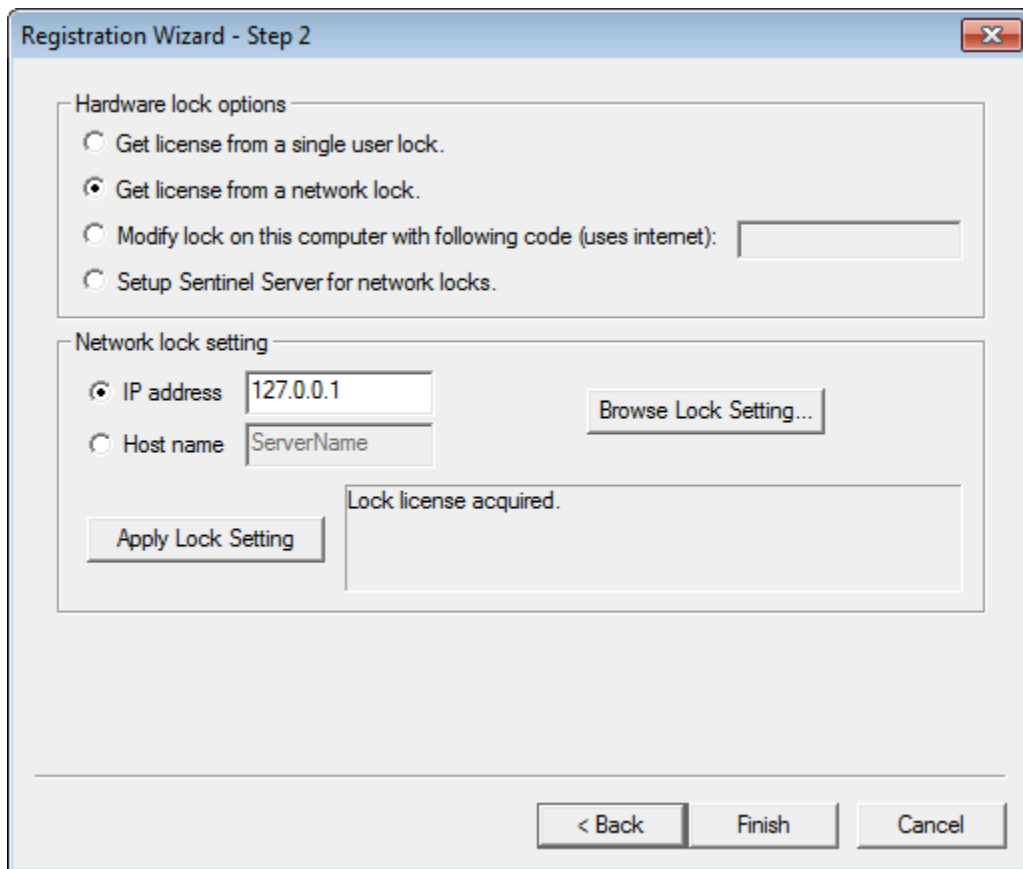 Registration Wizard - Step 2
Hardware lock options
Get license from a single user lock.
Get license from a network lock.
Modify lock on this computer with following code (uses internet):
Setup Sentinel Server for network locks.
Network lock setting
IP address 127.0.0.1
Browse Lock Setting...
Host name ServerName
Lock license acquired.
Apply Lock Setting
< Back Finish Cancel